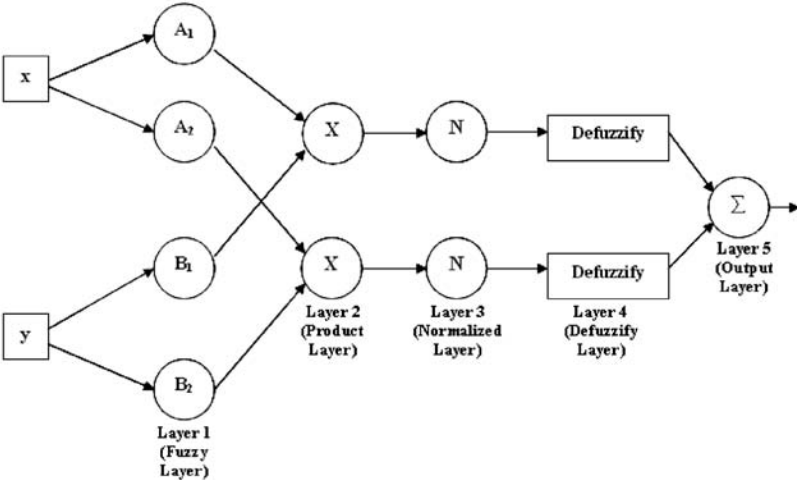 A₁
x
A₂
X
N
Defuzzify
Σ
B₁
X
N
Defuzzify
Layer 5
(Output
Layer)
y
B₂
Layer 2
(Product
Layer)
Layer 3
(Normalized
Layer)
Layer 4
(Defuzzify
Layer)
Layer 1
(Fuzzy
Layer)